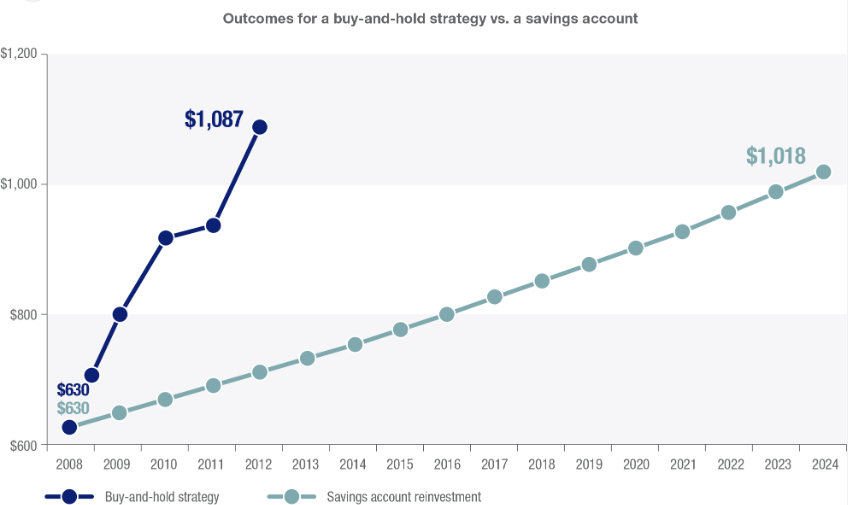 Outcomes for a buy-and-hold strategy vs. a savings account
$1,200
$1,087
$1,018
$1,000
$800
$630
$630
$600
2008 2009 2010 2011 2012 2013 2014 2015 2016 2017 2018 2019 2020 2021 2022 2023 2024
Buy-and-hold strategy Savings account reinvestment